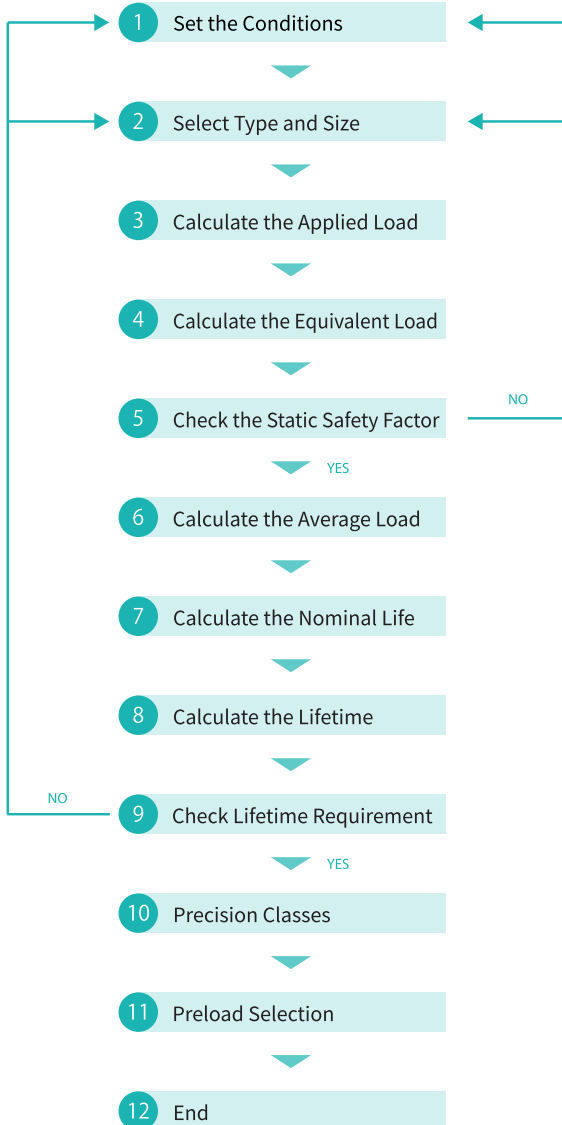 1 Set the Conditions
2 Select Type and Size
3 Calculate the Applied Load
4 Calculate the Equivalent Load
5 Check the Static Safety Factor
NO
YES
6 Calculate the Average Load
7 Calculate the Nominal Life
8 Calculate the Lifetime
NO
9 Check Lifetime Requirement
YES
10 Precision Classes
11 Preload Selection
12 End